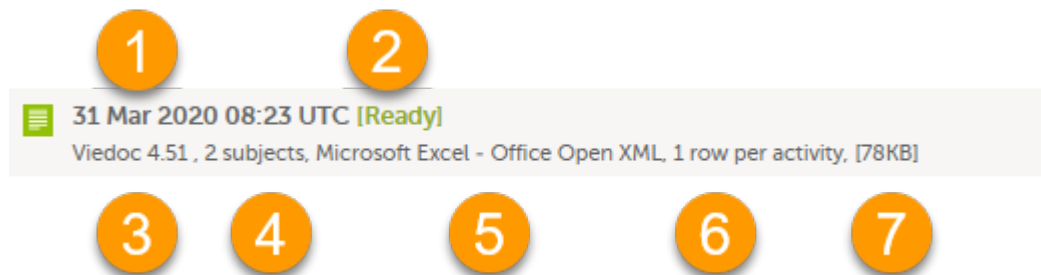 1 2
31 Mar 2020 08:23 UTC [Ready]
Viedoc 4.51 , 2 subjects, Microsoft Excel - Office Open XML, 1 row per activity, [78KB]
3 4 5 6 7